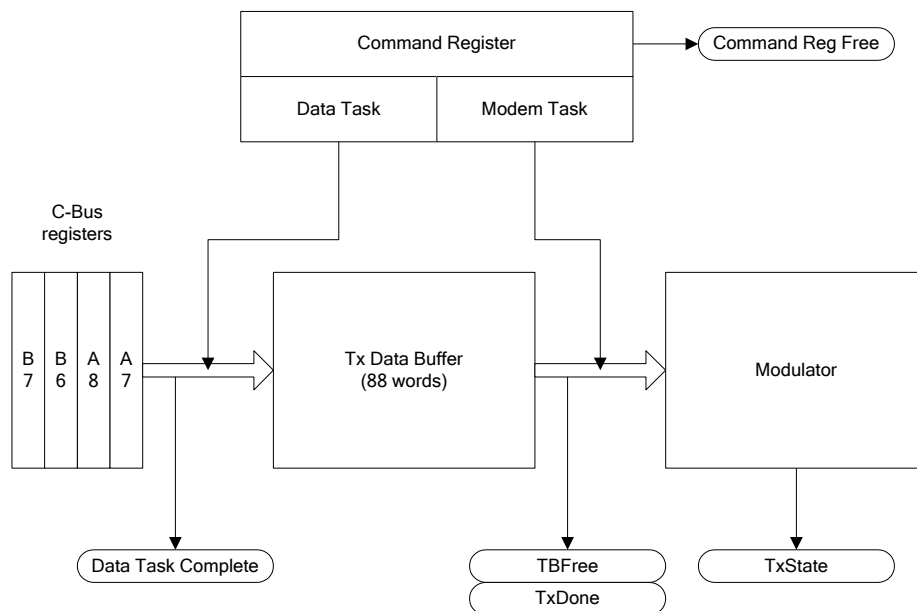 Command Register
Command Reg Free
Data Task
Modem Task
C-Bus
registers
B
7
B
6
A
8
A
7
Tx Data Buffer
(88 words)
Modulator
Data Task Complete
TBFree
TxDone
TxState